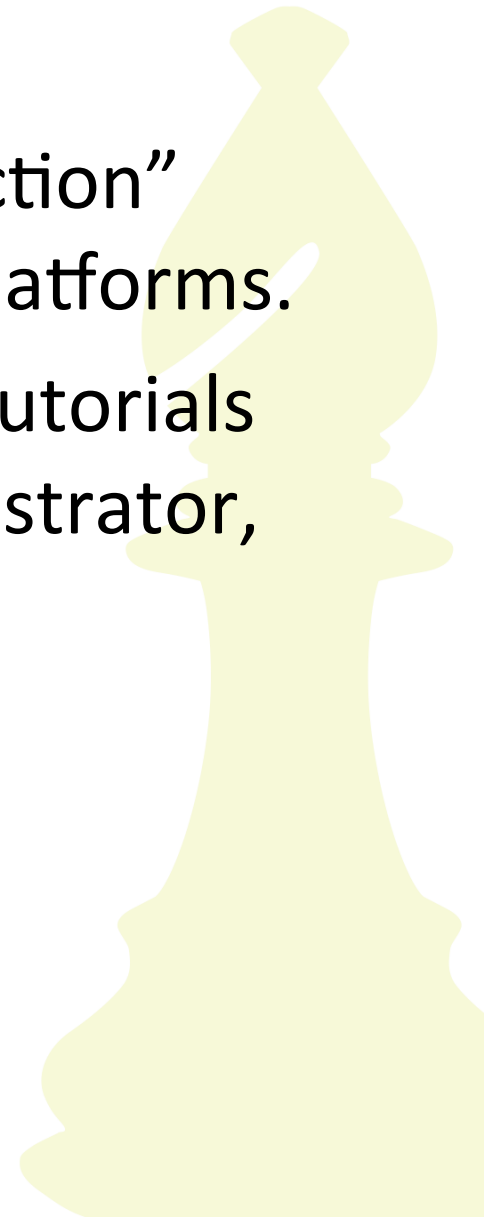 ction”
atforms.
utorials
strator,